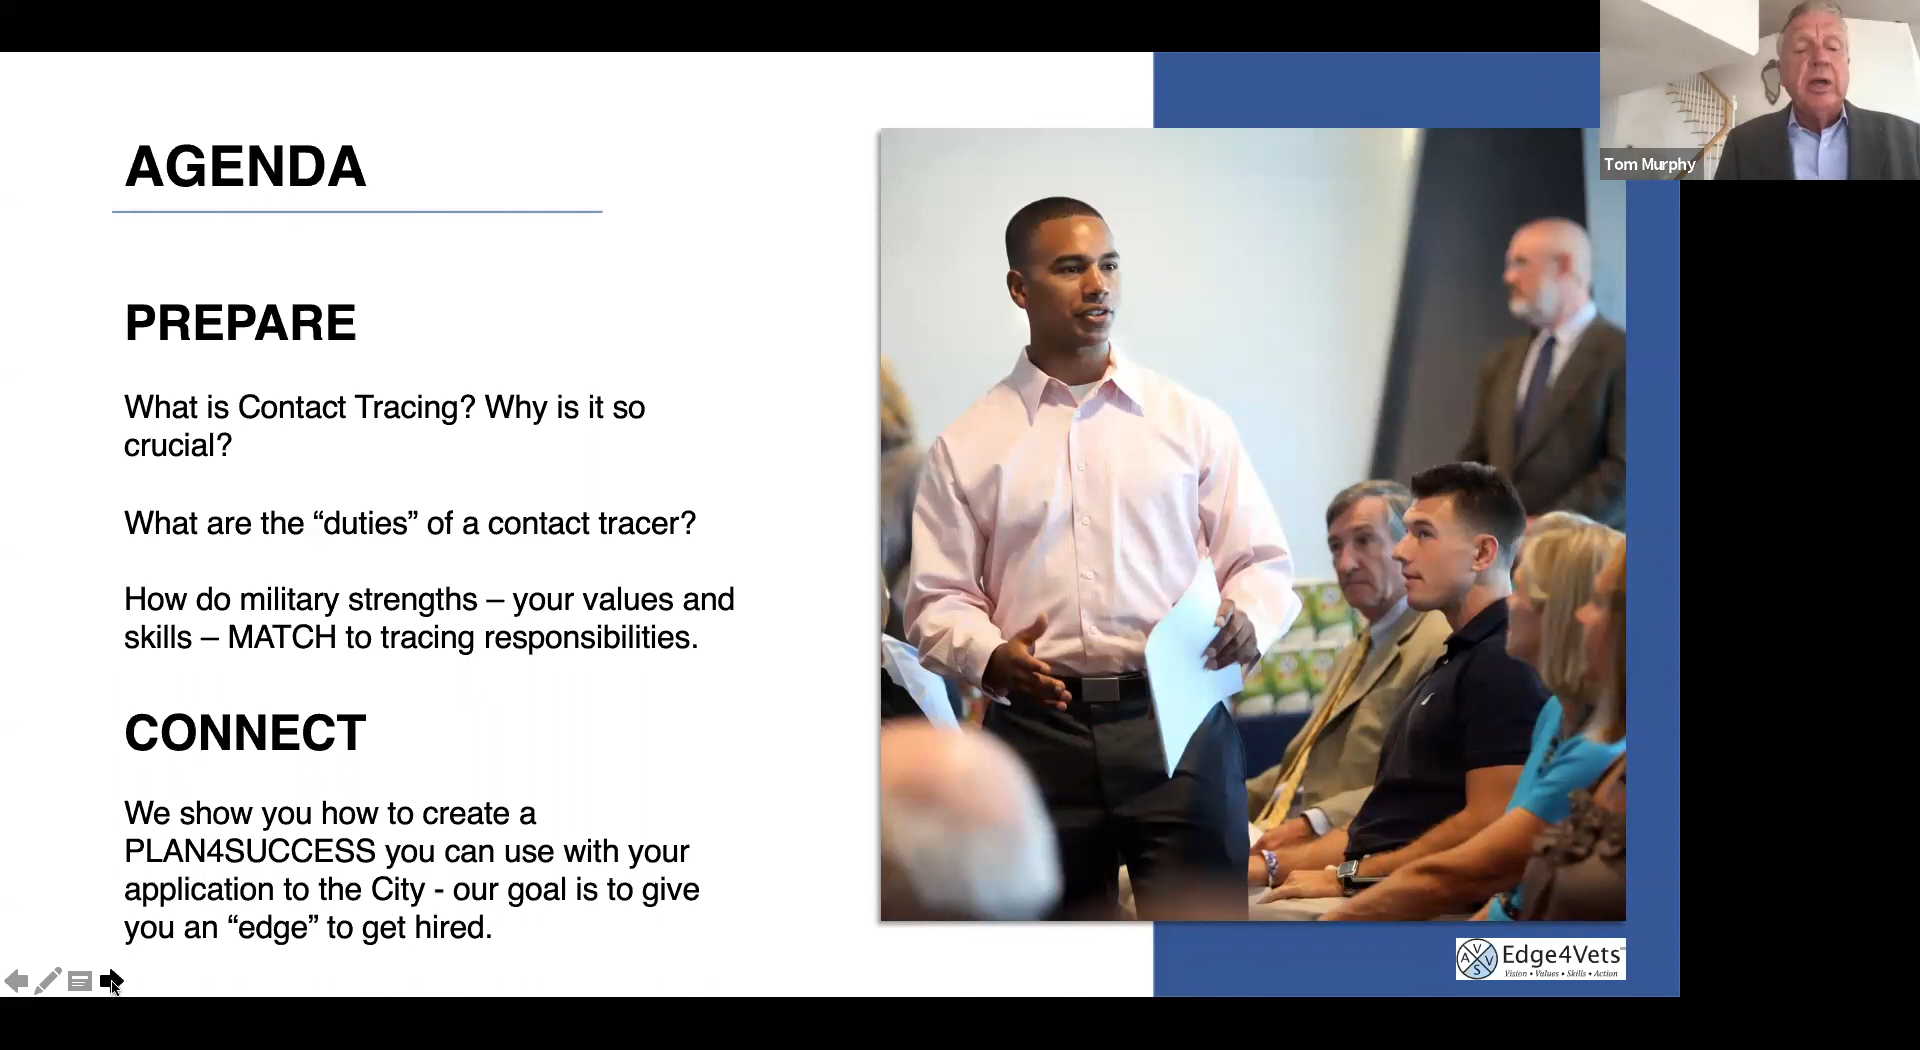 AGENDA
PREPARE
What is Contact Tracing? Why is it so
crucial?
What are the “duties” of a contact tracer?
How do military strengths – your values and
skills – MATCH to tracing responsibilities.
CONNECT
We show you how to create a
PLAN4SUCCESS you can use with your
application to the City - our goal is to give
you an “edge” to get hired.
Tom Murphy
V
A V
S
Edge4Vets
Vision • Values • Skills • Action